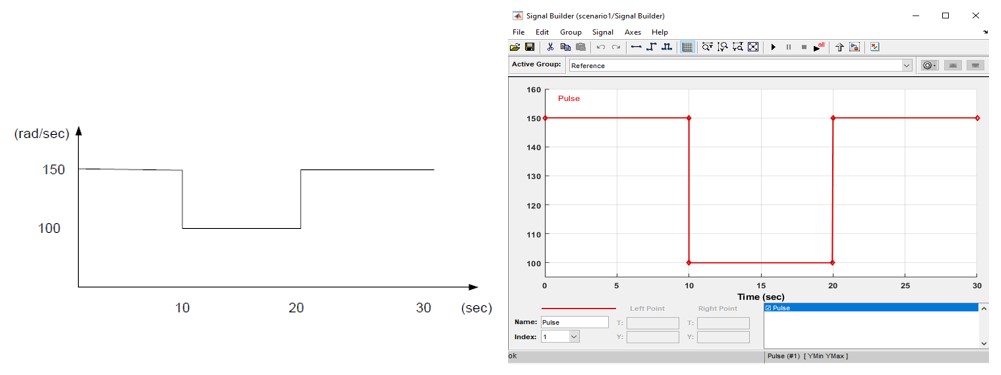 (rad/sec)
150
100
10 20 30 (sec)
Signal Builder (scenario1/Signal Builder)
File Edit Group Signal Axes Help
all
Active Group: Reference
160
Pulse
150
140
130
120
110
100
0 5 10 15 20 25 30
Time (sec)
Left Point Right Point
Pulse
Name: Pulse T: T:
Index: 1 Y: Y:
ok
Pulse (#1) [ YMin YMax ]